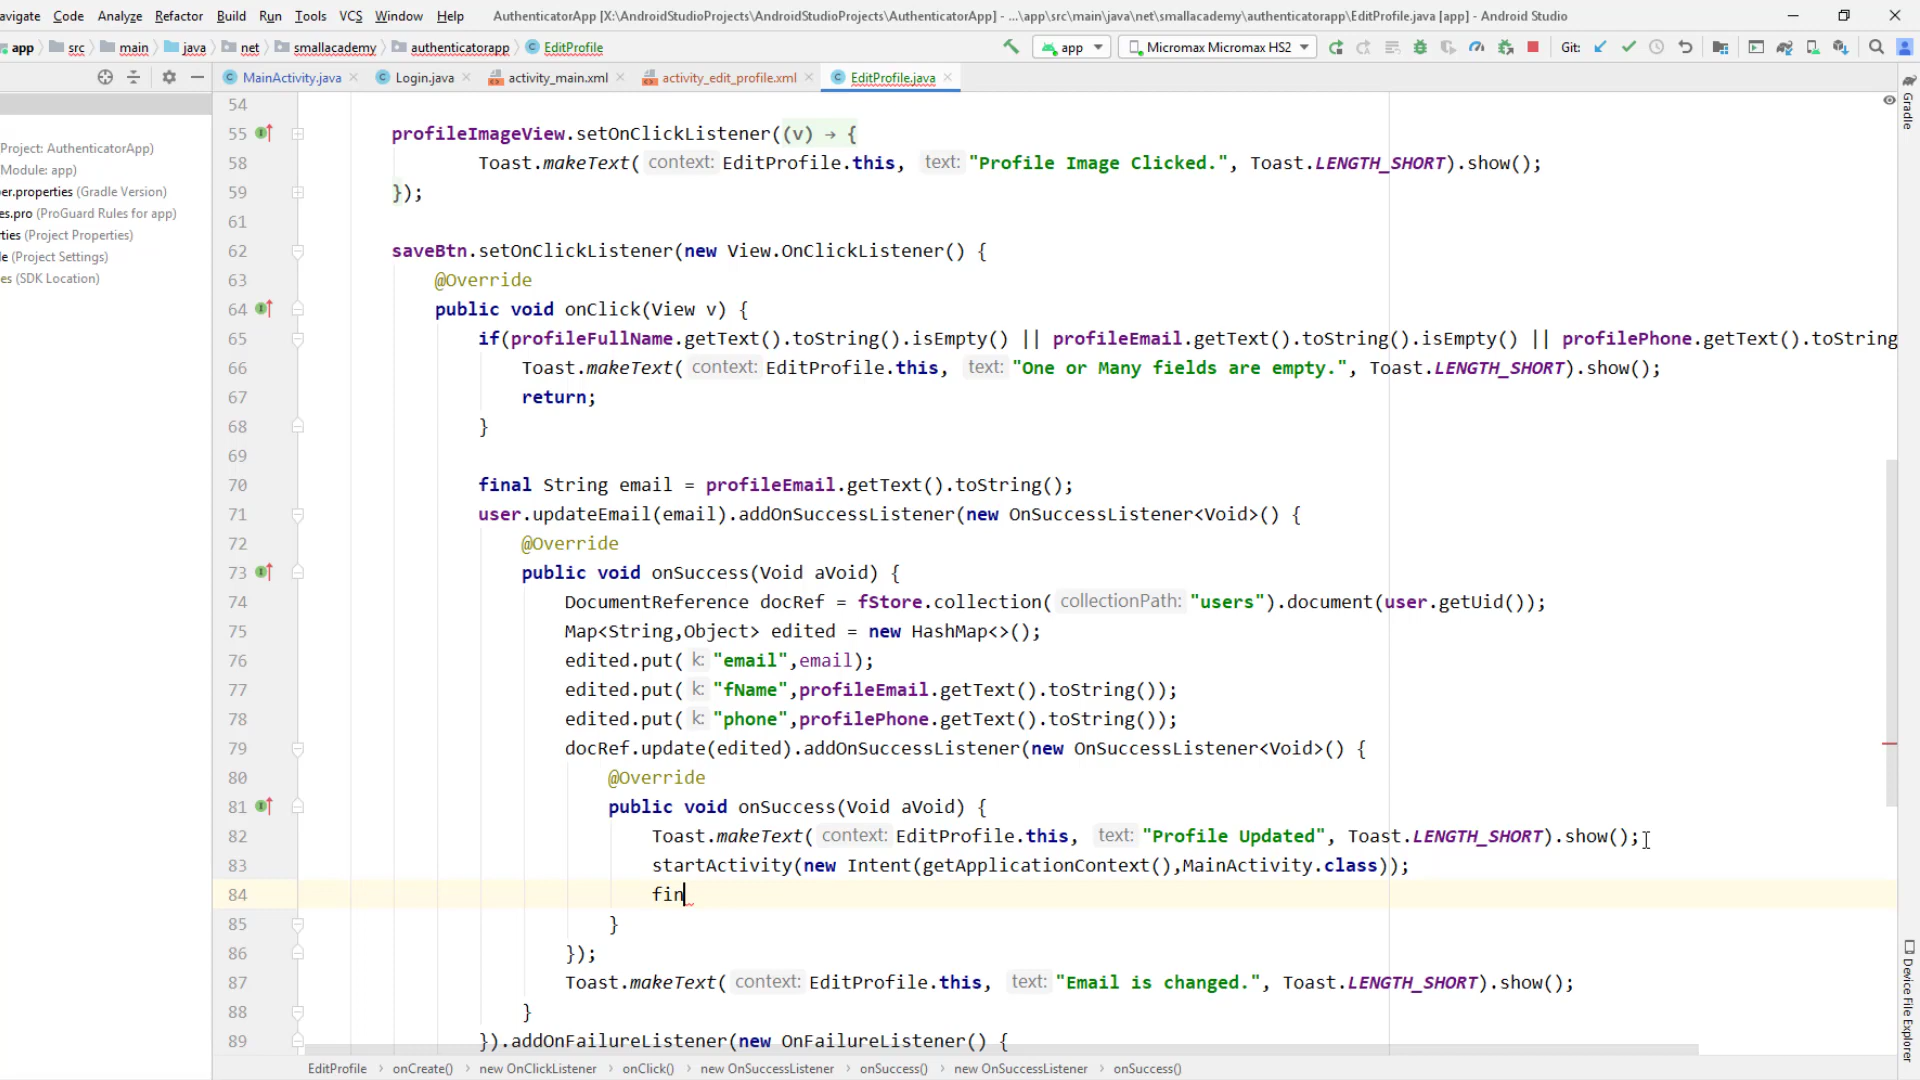 avigate Code Analyze Refactor Build Run Tools VCS Window Help AuthenticatorApp [X:\AndroidStudioProjects\AndroidStudioProjects\AuthenticatorApp] - ...\app\src\main\java\net\smallacademy\authenticatorapp\EditProfile.java [app] - Android Studio
app src main java net smallacademy authenticatorapp EditProfile app Micromax Micromax HS2 Git:
MainActivity.java Login.java activity_main.xml activity_edit_profile.xml EditProfile.java
Gradle
Project: AuthenticatorApp)
Module: app)
er.properties (Gradle Version)
es.pro (ProGuard Rules for app)
rties (Project Properties)
le (Project Settings)
es (SDK Location)
54
55 profileImageView.setOnClickListener((v) → {
58 Toast.makeText( context: EditProfile.this, text: "Profile Image Clicked.", Toast.LENGTH_SHORT).show();
59 });
61
62 saveBtn.setOnClickListener(new View.OnClickListener() {
63 @Override
64 public void onClick(View v) {
65 if(profileFullName.getText().toString().isEmpty() || profileEmail.getText().toString().isEmpty() || profilePhone.getText().toString
66 Toast.makeText( context: EditProfile.this, text: "One or Many fields are empty.", Toast.LENGTH_SHORT).show();
67 return;
68 }
69
70 final String email = profileEmail.getText().toString();
71 user.updateEmail(email).addOnSuccessListener(new OnSuccessListener<Void>() {
72 @Override
73 public void onSuccess(Void aVoid) {
74 DocumentReference docRef = fStore.collection( collectionPath: "users").document(user.getUid());
75 Map<String,Object> edited = new HashMap<>();
76 edited.put( k: "email",email);
77 edited.put( k: "fName",profileEmail.getText().toString());
78 edited.put( k: "phone",profilePhone.getText().toString());
79 docRef.update(edited).addOnSuccessListener(new OnSuccessListener<Void>() {
80 @Override
81 public void onSuccess(Void aVoid) {
82 Toast.makeText( context: EditProfile.this, text: "Profile Updated", Toast.LENGTH_SHORT).show();
83 startActivity(new Intent(getApplicationContext(),MainActivity.class));
84 fin
85 }
86 });
87 Toast.makeText( context: EditProfile.this, text: "Email is changed.", Toast.LENGTH_SHORT).show();
88 }
89 }).addOnFailureListener(new OnFailureListener() {
Device File Explorer
EditProfile › onCreate() › new OnClickListener › onClick() › new OnSuccessListener › onSuccess() › new OnSuccessListener › onSuccess()